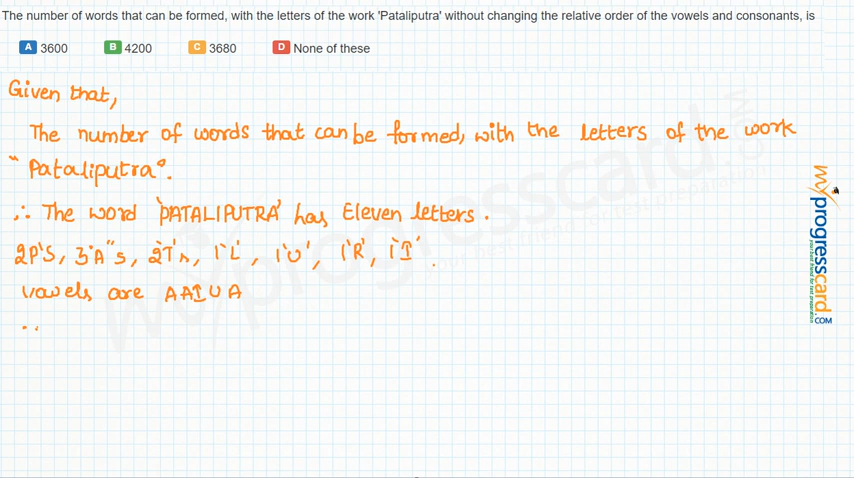 The number of words that can be formed, with the letters of the work 'Pataliputra' without changing the relative order of the vowels and consonants, is
A 3600 B 4200 C 3680 D None of these
Given that,
The number of words that can be formed, with the letters of the work
"Pataliputra".
∴ The word 'PATALIPUTRA' has Eleven letters.
2P'S, 3'A"s, 2'T's, 1'L', 1'U', 1'R', 1'I'.
Vowels are AAIUA
myprogresscard
.COM